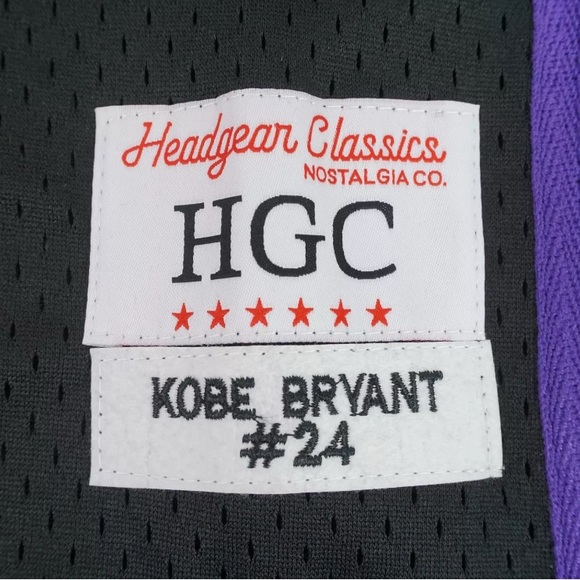 Headgear Classics
NOSTALGIA CO.
HGC
KOBE BRYANT
#24